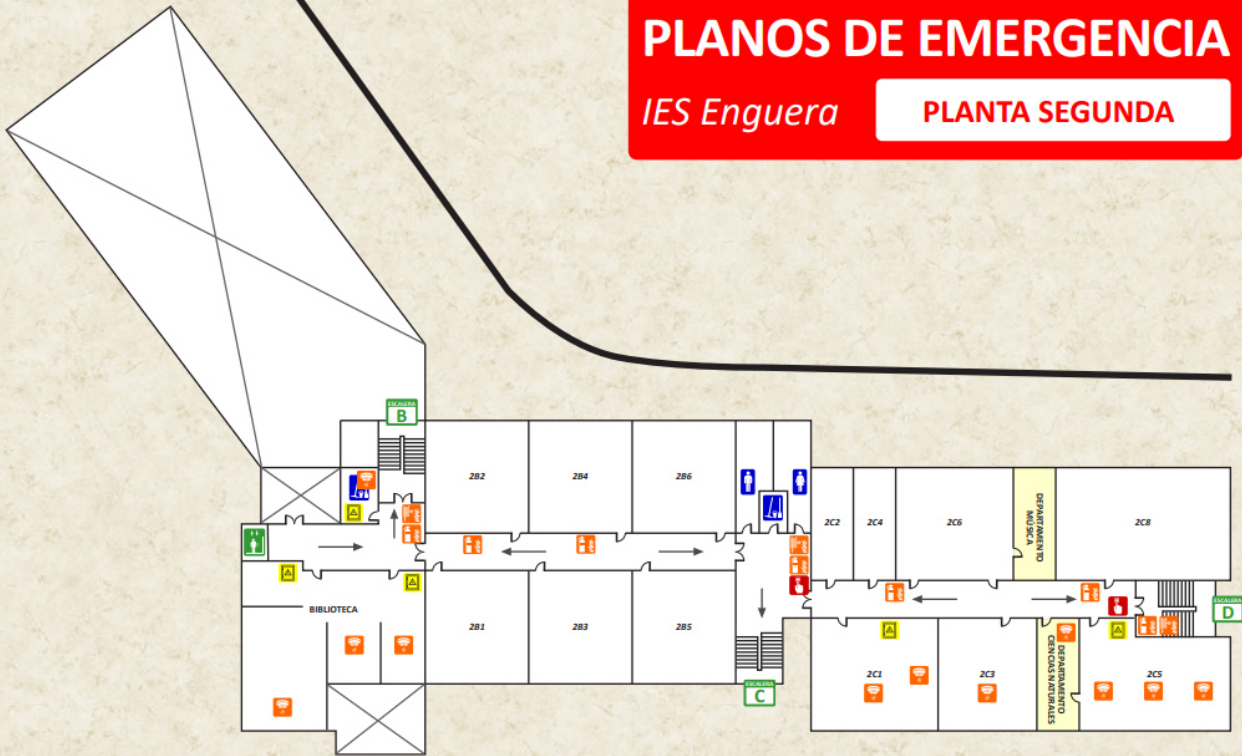 PLANOS DE EMERGENCIA
IES Enguera
PLANTA SEGUNDA
ESCALERA
B
2B2
2B4
2B6
2C2
2C4
2C6
DEPARTAMENTO
MÚSICA
2C8
BIBLIOTECA
2B1
2B3
2B5
ESCALERA
C
2C1
2C3
DEPARTAMENTO
CIENCIAS NATURALES
2C5
ESCALERA
D